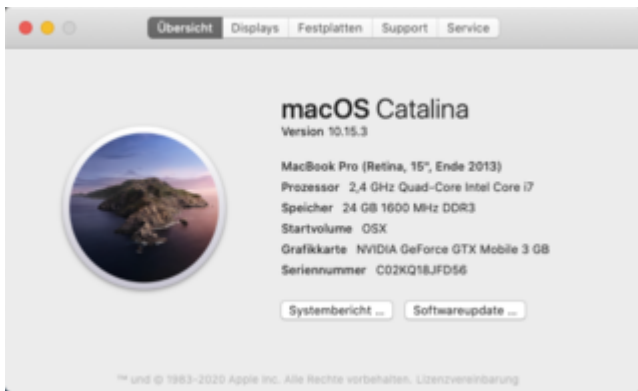 Übersicht Displays Festplatten Support Service
macOS Catalina
Version 10.15.3
MacBook Pro (Retina, 15", Ende 2013)
Prozessor 2,4 GHz Quad-Core Intel Core i7
Speicher 24 GB 1600 MHz DDR3
Startvolume OSX
Grafikkarte NVIDIA GeForce GTX Mobile 3 GB
Seriennummer C02KQ18JFD56
Systembericht ... Softwareupdate ...
™ und © 1983-2020 Apple Inc. Alle Rechte vorbehalten. Lizenzvereinbarung